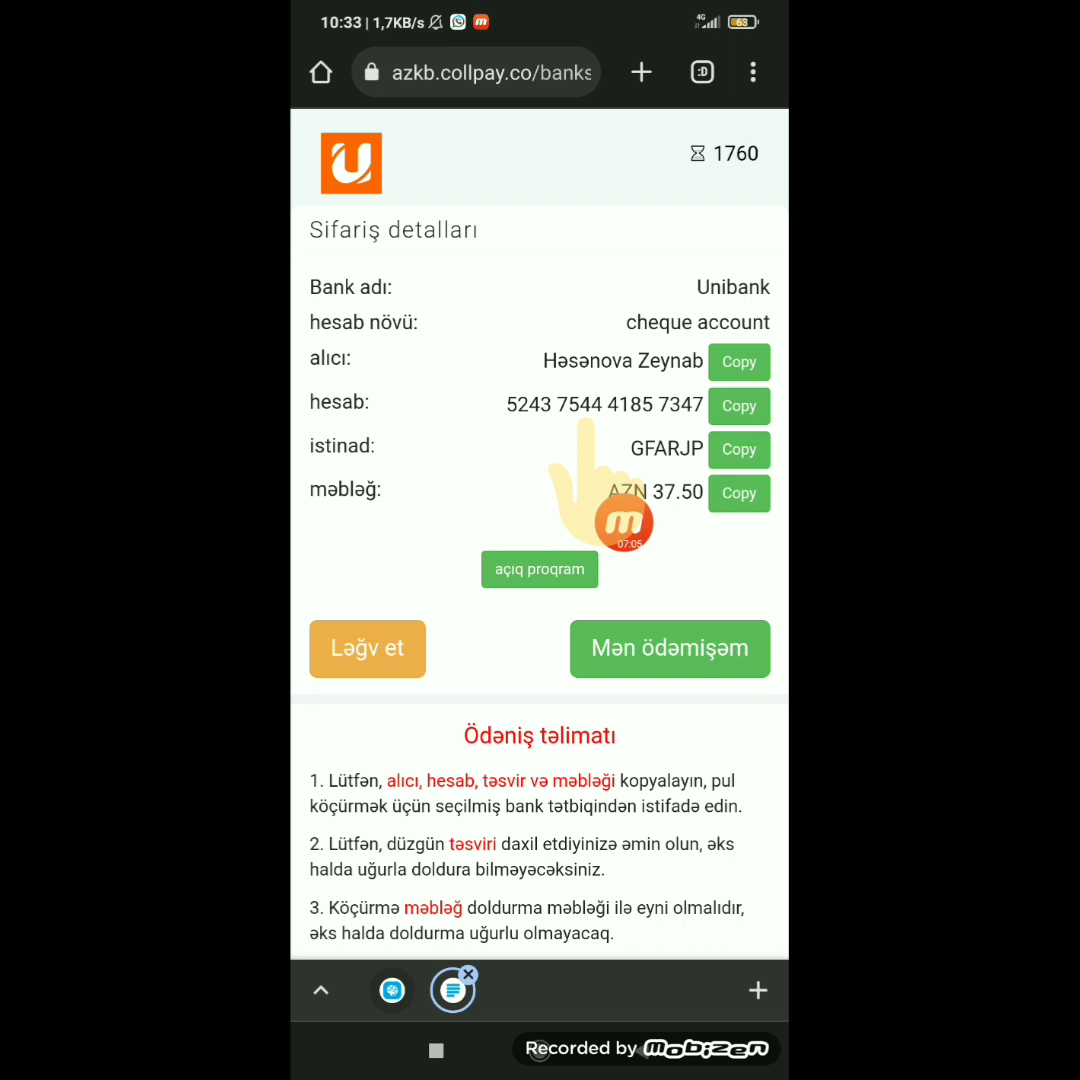 10:33 | 1,7KB/s
4G
63
azkb.collpay.co/banks
:D
1760
Sifariş detalları
Bank adı: Unibank
hesab növü: cheque account
alıcı: Həsənova Zeynab Copy
hesab: 5243 7544 4185 7347 Copy
istinad: GFARJP Copy
məbləğ: AZN 37.50 Copy
m
07:05
açıq proqram
Ləğv et Mən ödəmişəm
Ödəniş təlimatı
1. Lütfən, alıcı, hesab, təsvir və məbləği kopyalayın, pul
köçürmək üçün seçilmiş bank tətbiqindən istifadə edin.
2. Lütfən, düzgün təsviri daxil etdiyinizə əmin olun, əks
halda uğurla doldura bilməyəcəksiniz.
3. Köçürmə məbləğ doldurma məbləği ilə eyni olmalıdır,
əks halda doldurma uğurlu olmayacaq.
Recorded by mobizen